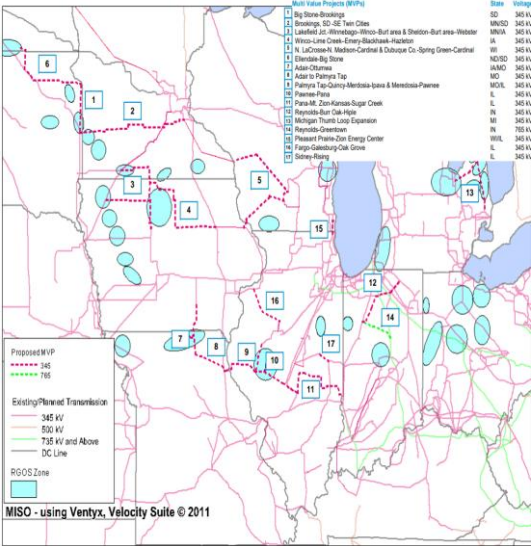 Multi Value Projects (MVPs) State Voltage
1 Big Stone-Brookings SD 345 kV
2 Brookings, SD -SE Twin Cities MN/SD 345 kV
3 Lakefield Jct.-Winnebago-Winco-Burt area & Sheldon-Burt area-Webster MN/IA 345 kV
4 Winco-Lime Creek-Emery-Blackhawk-Hazleton IA 345 kV
5 N. LaCrosse-N. Madison-Cardinal & Dubuque Co.-Spring Green-Cardinal WI 345 kV
6 Ellendale-Big Stone ND/SD 345 kV
7 Adair-Ottumwa IA/MO 345 kV
8 Adair to Palmyra Tap MO 345 kV
9 Palmyra Tap-Quincy-Merdosia-Ipava & Meredosia-Pawnee MO/IL 345 kV
10 Pawnee-Pana IL 345 kV
11 Pana-Mt. Zion-Kansas-Sugar Creek IL 345 kV
12 Reynolds-Burr Oak-Hiple IN 345 kV
13 Michigan Thumb Loop Expansion MI 345 kV
14 Reynolds-Greentown IN 765 kV
15 Pleasant Prairie-Zion Energy Center WI/IL 345 kV
16 Fargo-Galesburg-Oak Grove IL 345 kV
17 Sidney-Rising IL 345 kV
6
1
2
3
4
5
13
15
12
16
14
7
8
9
10
17
11
Proposed MVP
345
765
Existing/Planned Transmission
345 kV
500 kV
735 kV and Above
DC Line
RGOS Zone
MISO - using Ventyx, Velocity Suite © 2011